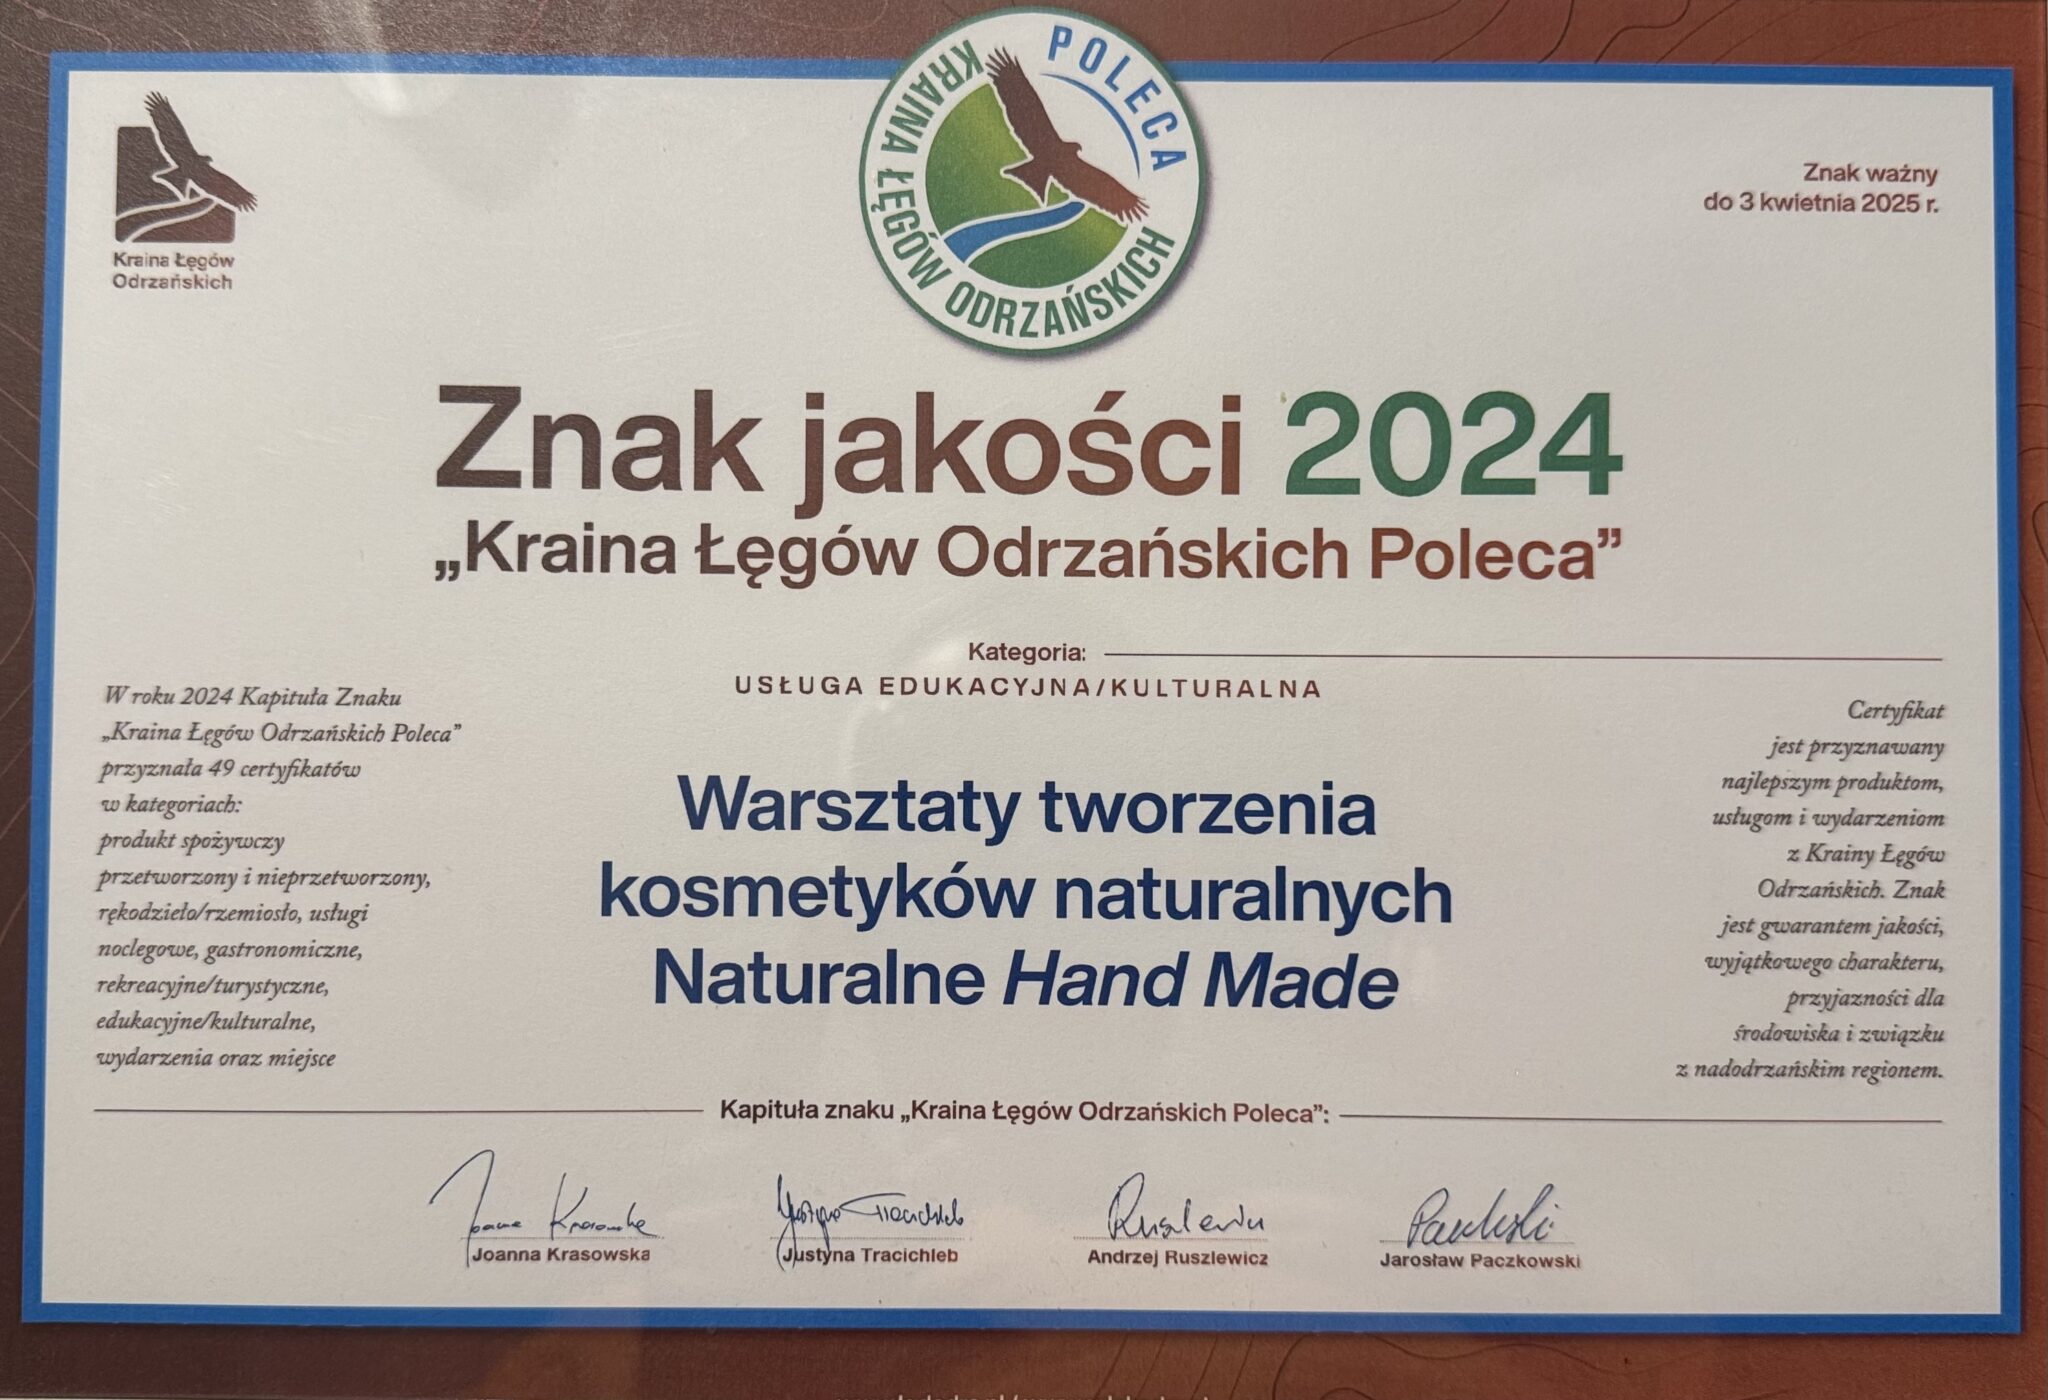 Kraina Łęgów
Odrzańskich
KRAINA ŁĘGÓW ODRZAŃSKICH
POLECA
Znak ważny
do 3 kwietnia 2025 r.
Znak jakości 2024
„Kraina Łęgów Odrzańskich Poleca”
Kategoria:
USŁUGA EDUKACYJNA/KULTURALNA
W roku 2024 Kapituła Znaku
„Kraina Łęgów Odrzańskich Poleca”
przyznała 49 certyfikatów
w kategoriach:
produkt spożywczy
przetworzony i nieprzetworzony,
rękodzieło/rzemiosło, usługi
noclegowe, gastronomiczne,
rekreacyjne/turystyczne,
edukacyjne/kulturalne,
wydarzenia oraz miejsce
Warsztaty tworzenia
kosmetyków naturalnych
Naturalne Hand Made
Certyfikat
jest przyznawany
najlepszym produktom,
usługom i wydarzeniom
z Krainy Łęgów
Odrzańskich. Znak
jest gwarantem jakości,
wyjątkowego charakteru,
przyjazności dla
środowiska i związku
z nadodrzańskim regionem.
Kapituła znaku „Kraina Łęgów Odrzańskich Poleca”:
Joanna Krasowska
Justyna Tracichleb
Andrzej Ruszlewicz
Jarosław Paczkowski